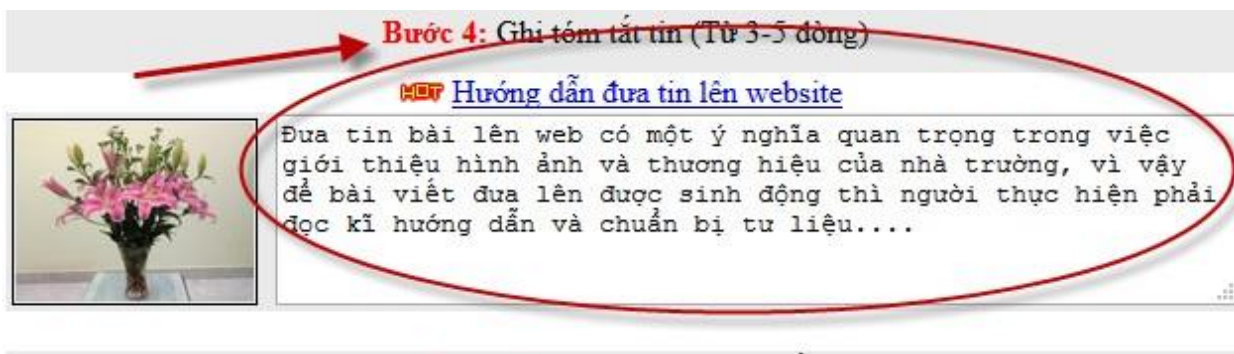 Bước 4: Ghi tóm tắt tin (Từ 3-5 dòng)
HOT Hướng dẫn đưa tin lên website
Đưa tin bài lên web có một ý nghĩa quan trọng trong việc
giới thiệu hình ảnh và thương hiệu của nhà trường, vì vậy
để bài viết đưa lên được sinh động thì người thực hiện phải
đọc kĩ hướng dẫn và chuẩn bị tư liệu....